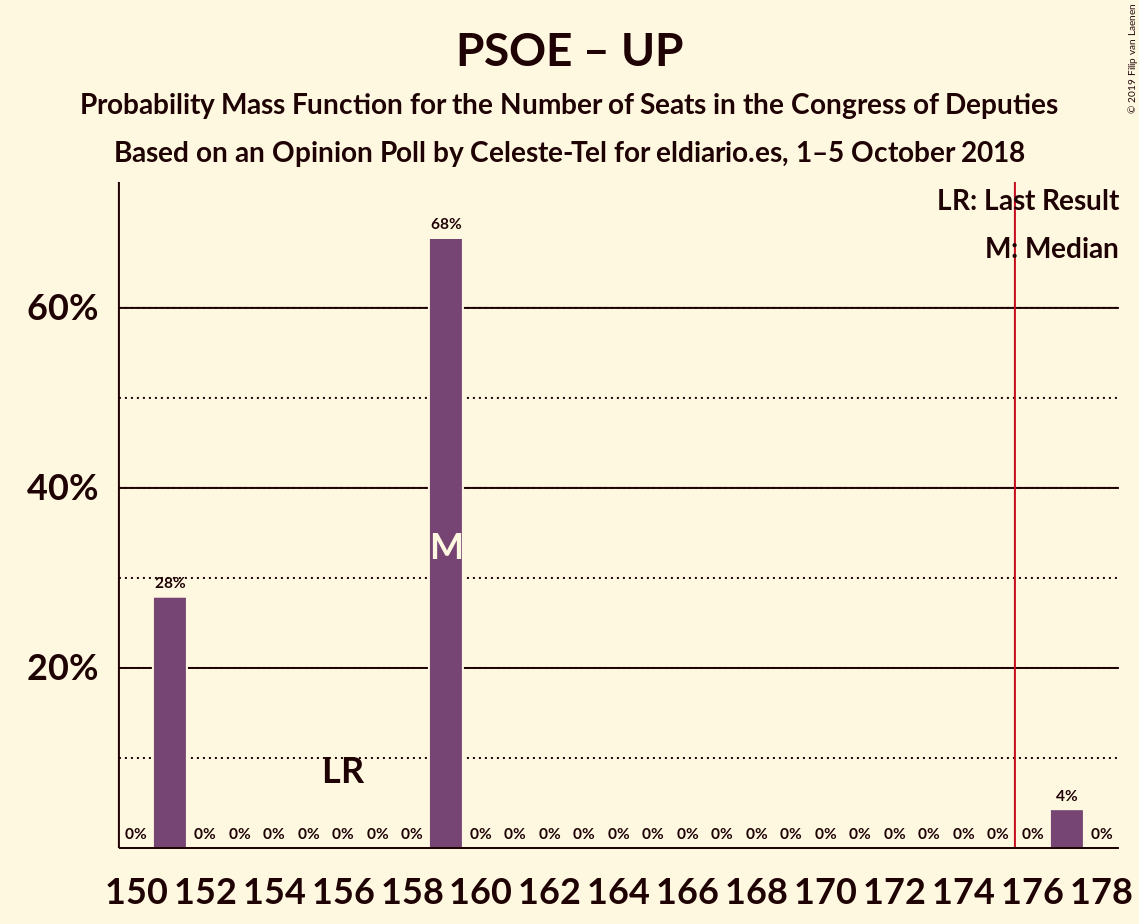 PSOE – UP
Probability Mass Function for the Number of Seats in the Congress of Deputies
Based on an Opinion Poll by Celeste-Tel for eldiario.es, 1–5 October 2018
© 2019 Filip van Laenen
LR: Last Result
M: Median
68%
60%
40%
M
28%
20%
LR
4%
0% 0% 0% 0% 0% 0% 0% 0% 0% 0% 0% 0% 0% 0% 0% 0% 0% 0% 0% 0% 0% 0% 0% 0% 0% 0%
150 152 154 156 158 160 162 164 166 168 170 172 174 176 178